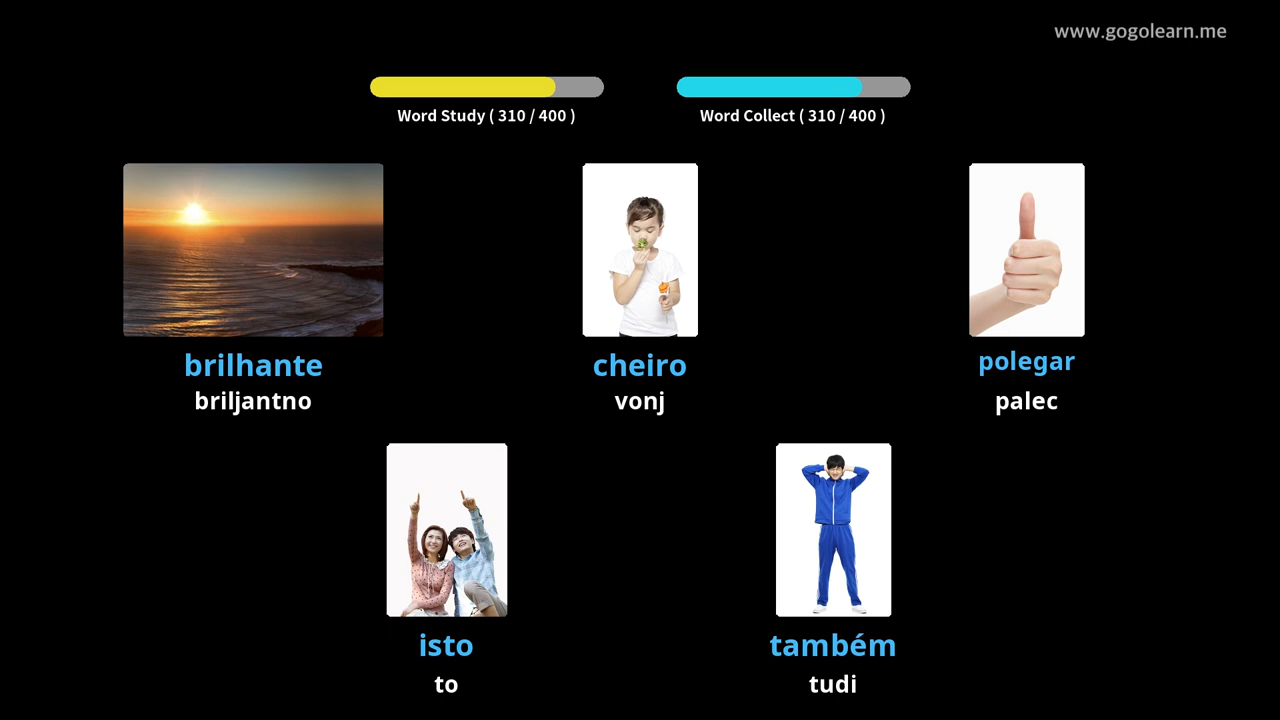 www.gogolearn.me
Word Study ( 310 / 400 )
Word Collect ( 310 / 400 )
brilhante
briljantno
cheiro
vonj
polegar
palec
isto
to
também
tudi